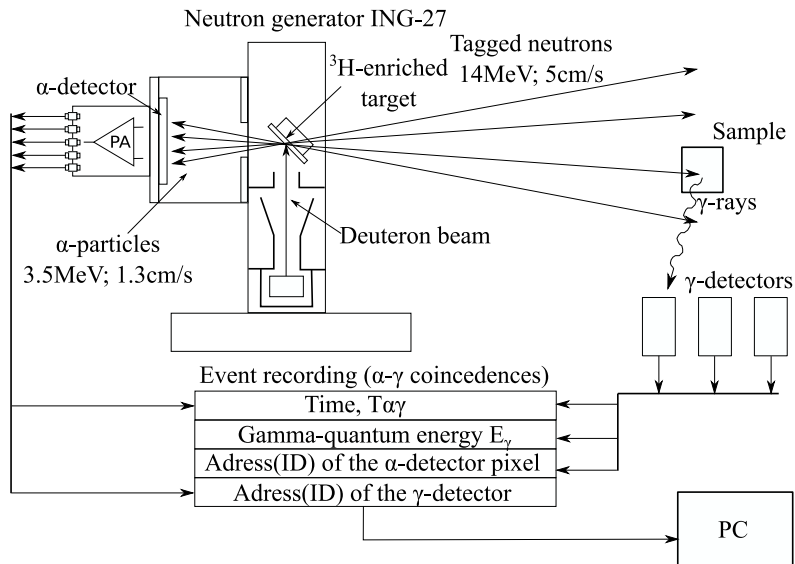 Neutron generator ING-27
Tagged neutrons
14MeV; 5cm/s
³H-enriched
target
α-detector
PA
Sample
γ-rays
Deuteron beam
α-particles
3.5MeV; 1.3cm/s
γ-detectors
Event recording (α-γ coincedences)
Time, Tαγ
Gamma-quantum energy Eᵧ
Adress(ID) of the α-detector pixel
Adress(ID) of the γ-detector
PC